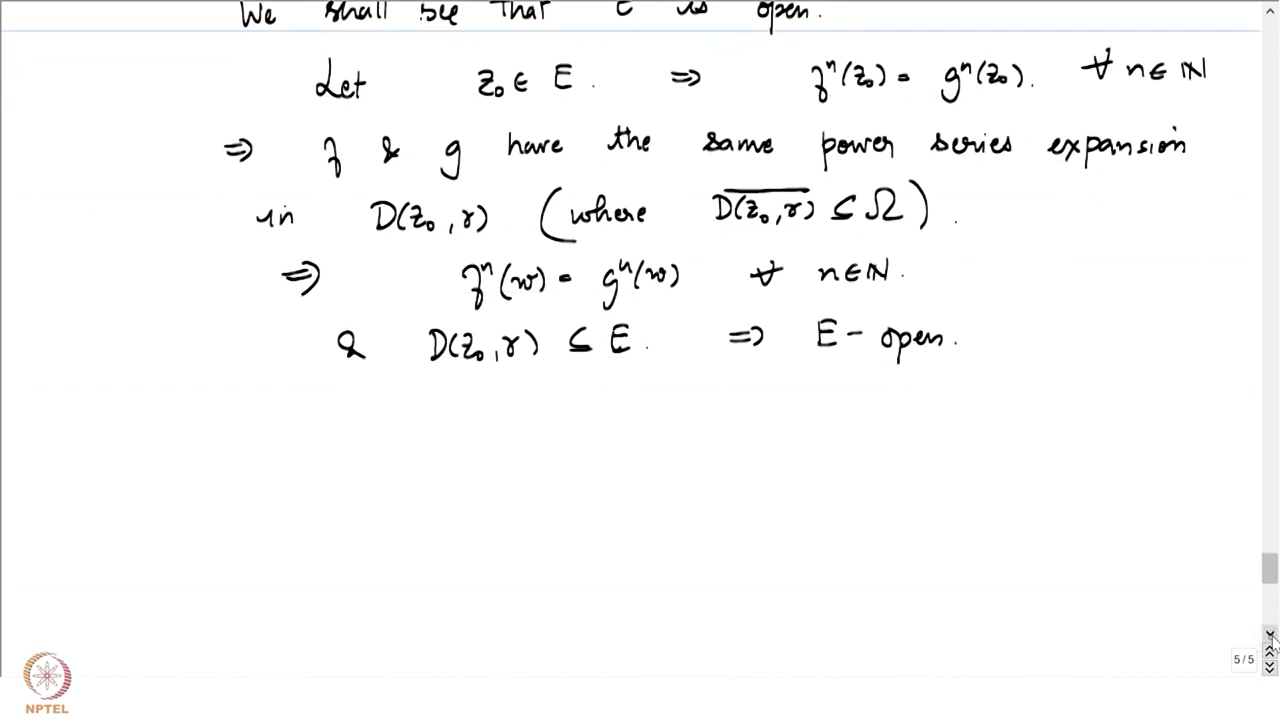 We shall see that E is open.
Let z₀ ∈ E. ⇒ fⁿ(z₀) = gⁿ(z₀). ∀ n ∈ ℕ
⇒ f & g have the same power series expansion
in D(z₀, r) (where \overline{D(z₀, r)} ⊆ Ω).
⇒ fⁿ(w) = gⁿ(w) ∀ n ∈ ℕ.
& D(z₀, r) ⊆ E. ⇒ E - open.
5 / 5
NPTEL